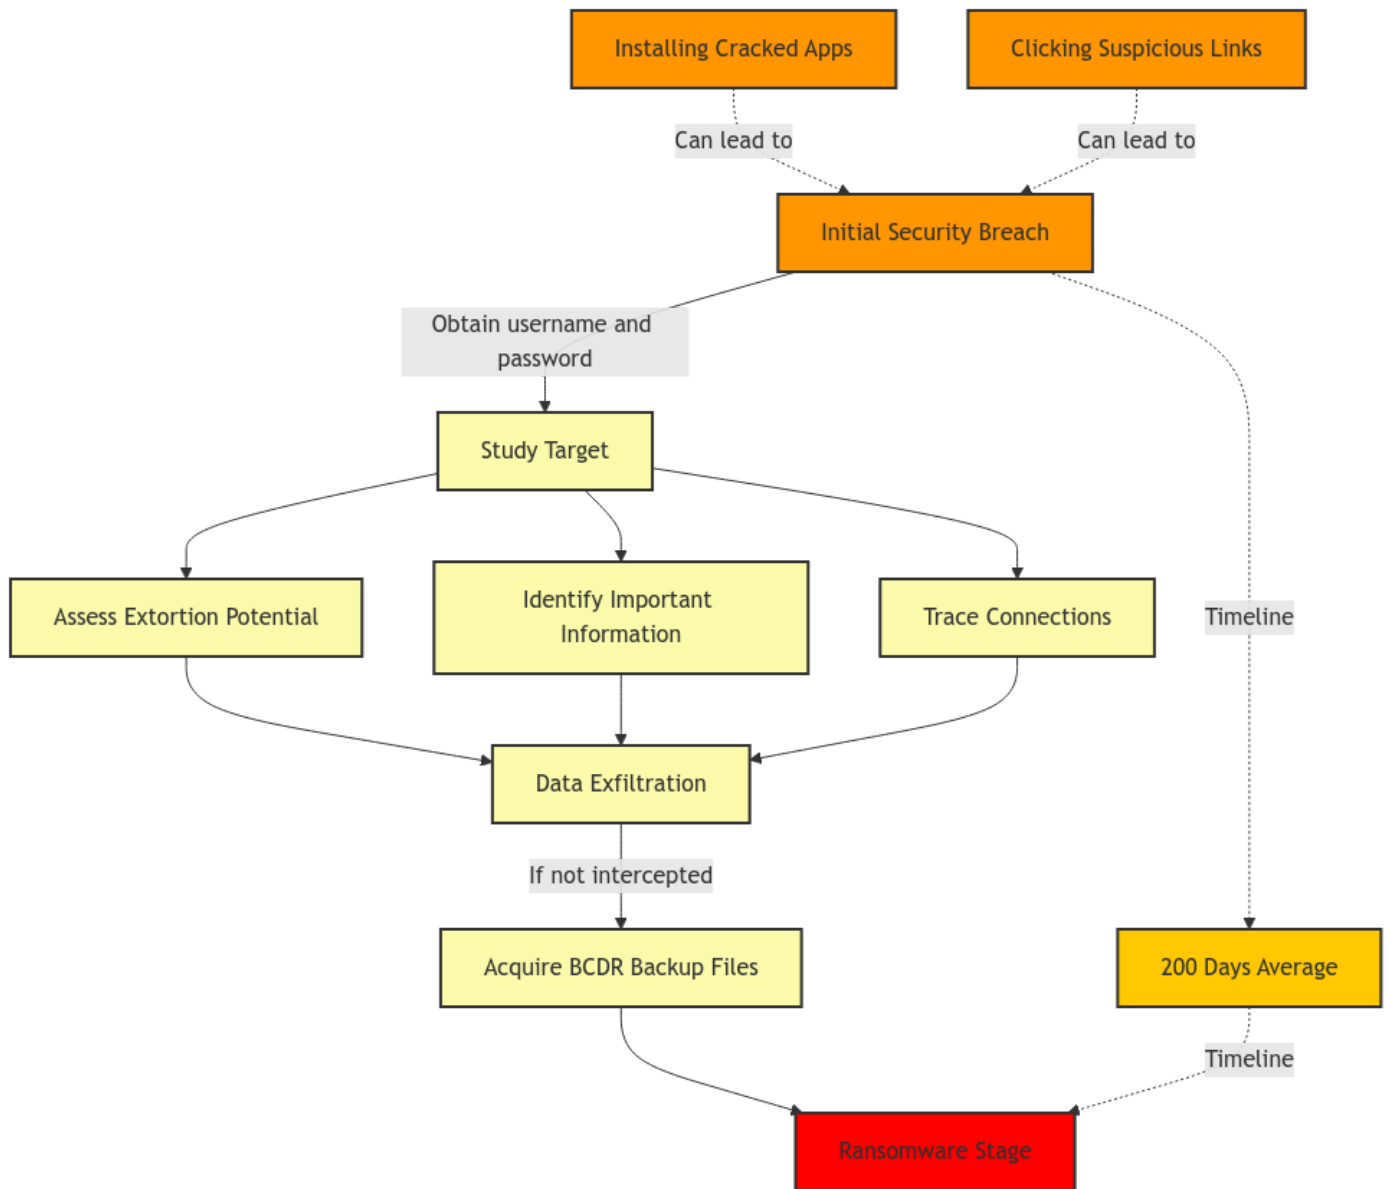 Installing Cracked Apps
Clicking Suspicious Links
Can lead to
Can lead to
Initial Security Breach
Obtain username and
password
Study Target
Assess Extortion Potential
Identify Important
Information
Trace Connections
Timeline
Data Exfiltration
If not intercepted
Acquire BCDR Backup Files
200 Days Average
Timeline
Ransomware Stage